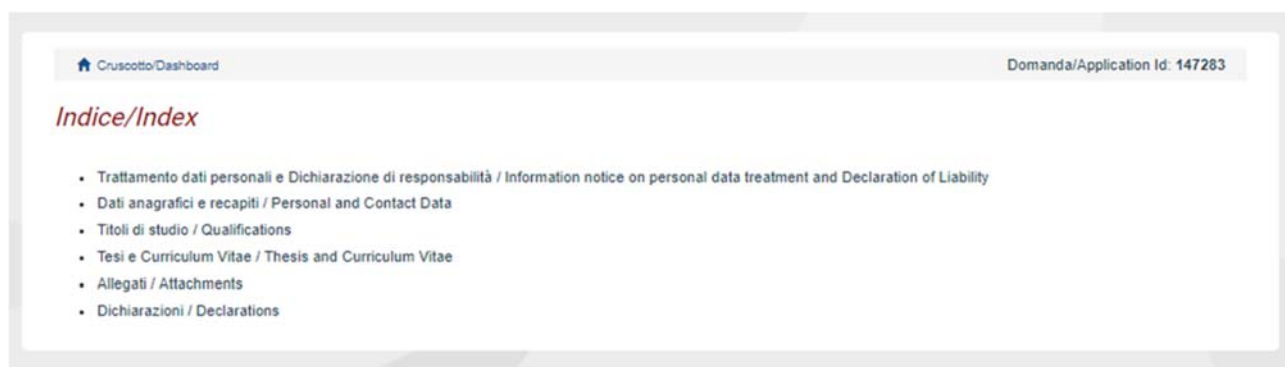 Cruscotto/Dashboard
Domanda/Application Id: 147283
Indice/Index
Trattamento dati personali e Dichiarazione di responsabilità / Information notice on personal data treatment and Declaration of Liability
Dati anagrafici e recapiti / Personal and Contact Data
Titoli di studio / Qualifications
Tesi e Curriculum Vitae / Thesis and Curriculum Vitae
Allegati / Attachments
Dichiarazioni / Declarations